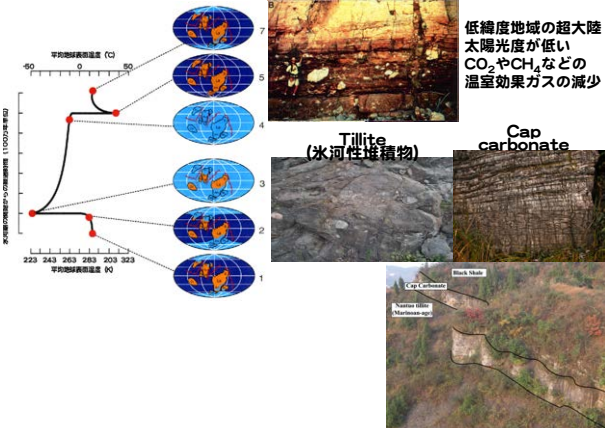 平均地球表面温度 (℃)
-50
0
50
7
5
4
3
2
1
223 243 263 283 303 323
平均地球表面温度 (K)
B
低緯度地域の超大陸
太陽光度が低い
CO2やCH4などの
温室効果ガスの減少
Tillite
(氷河性堆積物)
Cap
carbonate
Black Shale
Cap Carbonate
Nantuo tillite
(Marinoan-age)